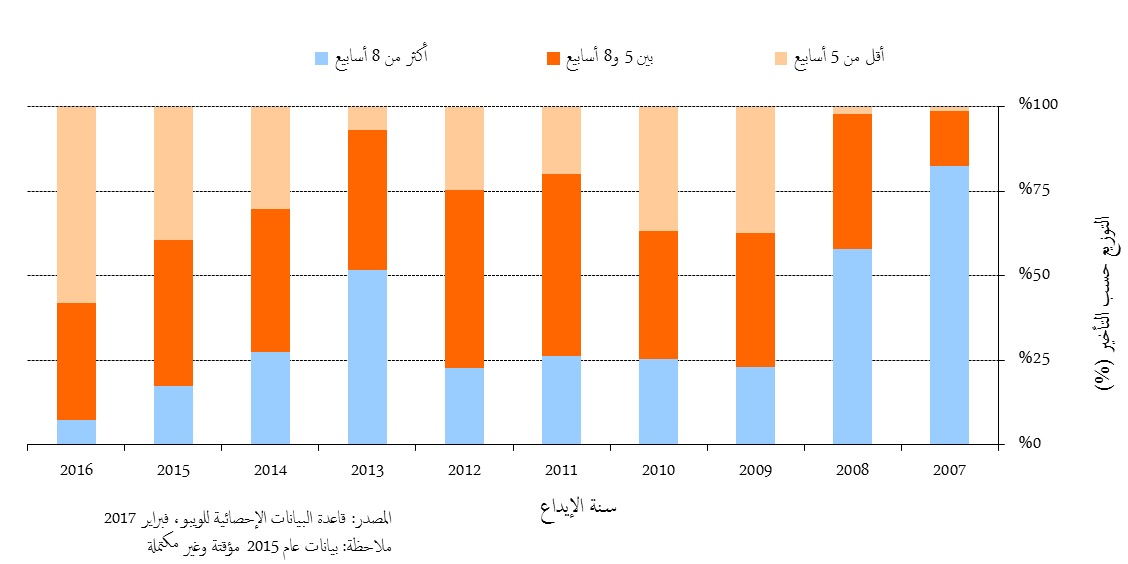 أقل من 5 أسابيع
بين 5 و8 أسابيع
أكثر من 8 أسابيع
%100
%75
%50
%25
%0
التوزيع حسب التأخير (%)
2007
2008
2009
2010
2011
2012
2013
2014
2015
2016
سنة الإيداع
المصدر: قاعدة البيانات الإحصائية للويبو، فبراير 2017
ملاحظة: بيانات عام 2015 مؤقتة وغير مكتملة